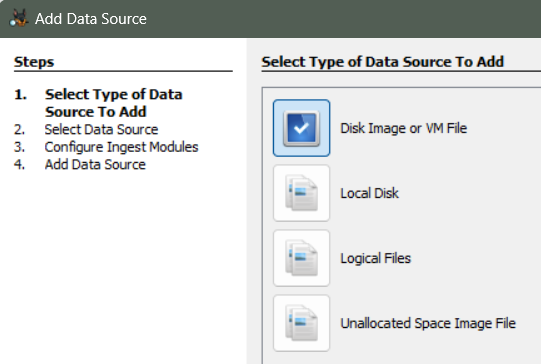 Add Data Source
Steps
1. Select Type of Data
Source To Add
2. Select Data Source
3. Configure Ingest Modules
4. Add Data Source
Select Type of Data Source To Add
Disk Image or VM File
Local Disk
Logical Files
Unallocated Space Image File